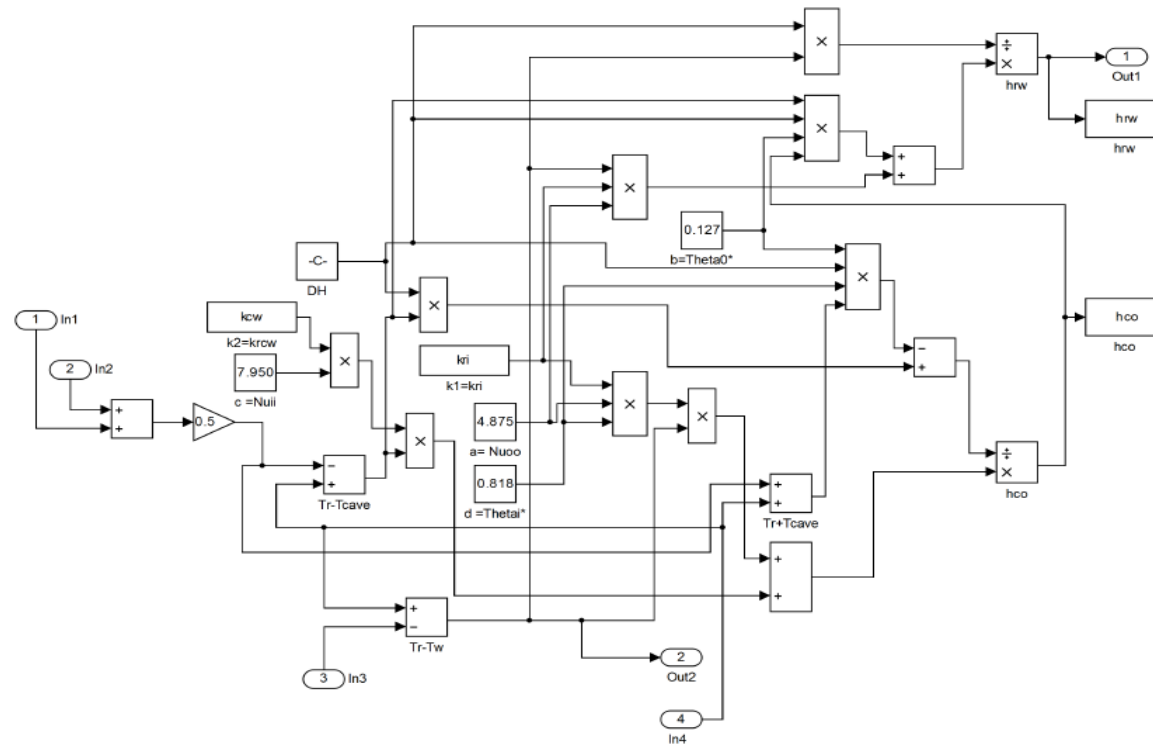 ×
÷
×
hrw
1
Out1
hrw
hrw
×
+
+
×
0.127
b=Theta0*
-C-
DH
×
×
hco
hco
1
In1
kcw
k2=krcw
×
kri
k1=kri
−
+
2
In2
7.950
c =Nuii
×
×
+
+
0.5
×
4.875
a= Nuoo
÷
×
hco
−
+
Tr-Tcave
0.818
d =Thetai*
+
+
Tr+Tcave
+
+
+
−
Tr-Tw
3
In3
2
Out2
4
In4